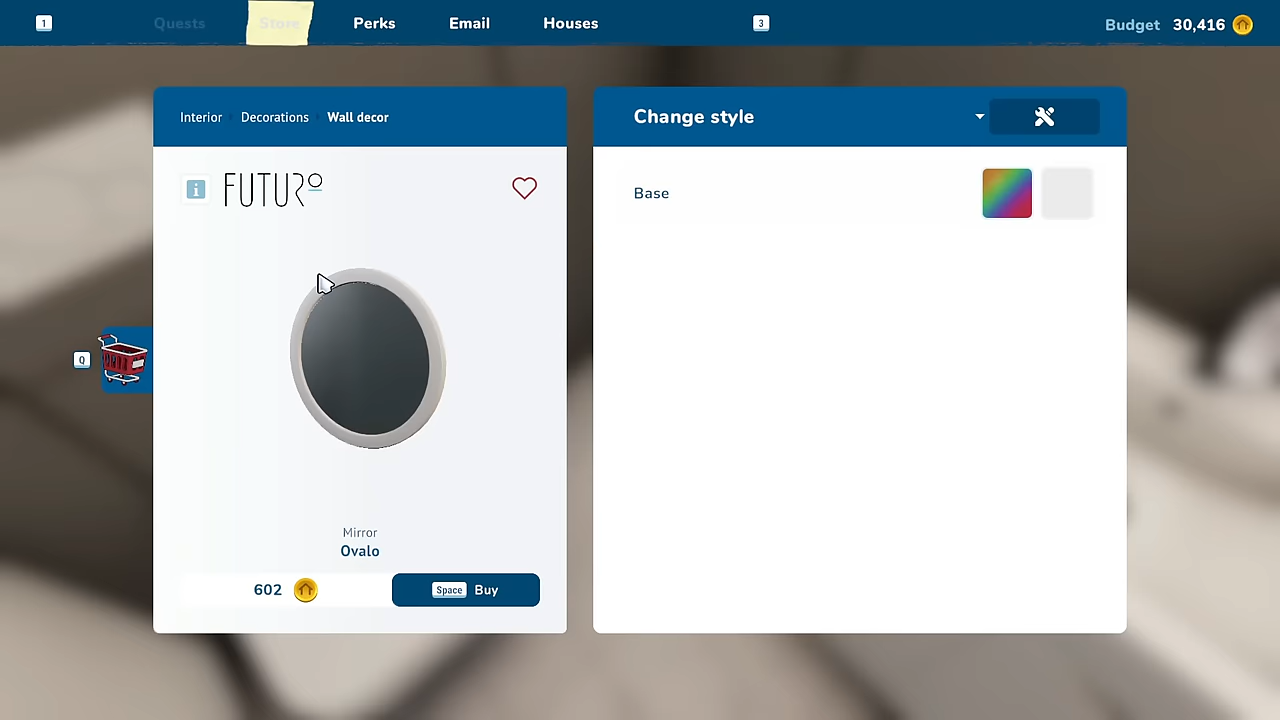 1 Quests Store Perks Email Houses 3 Budget 30,416
Interior Decorations Wall decor
Change style
i FUTURO
Base
Q
Mirror
Ovalo
602 Space Buy